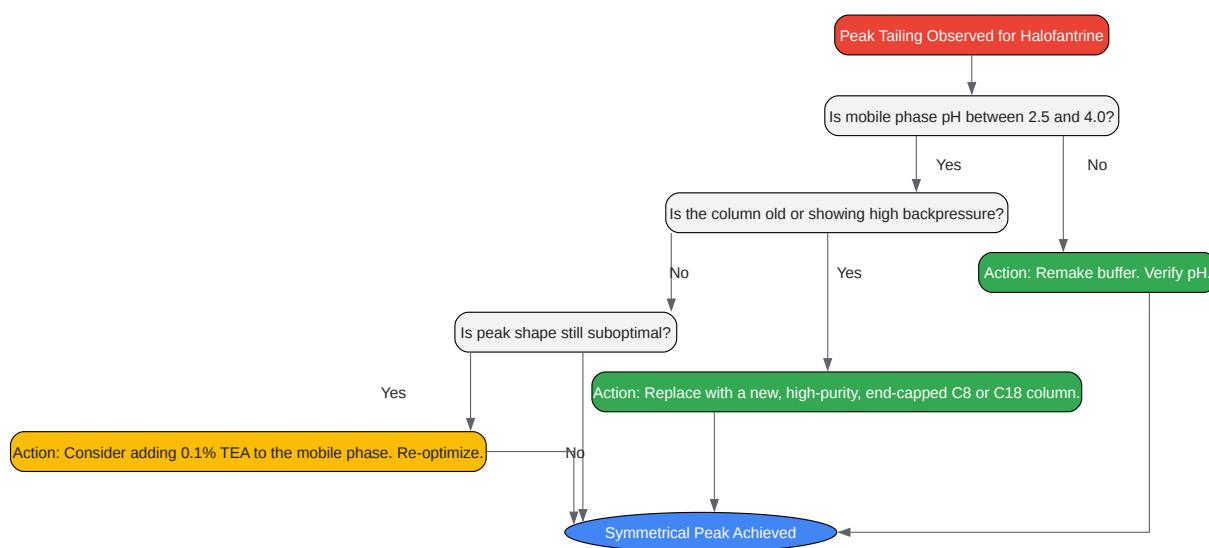 Peak Tailing Observed for Halofantrine
Is mobile phase pH between 2.5 and 4.0?
Yes
No
Is the column old or showing high backpressure?
No
Yes
Action: Remake buffer. Verify pH.
Is peak shape still suboptimal?
Yes
Action: Replace with a new, high-purity, end-capped C8 or C18 column.
Action: Consider adding 0.1% TEA to the mobile phase. Re-optimize.
No
Symmetrical Peak Achieved